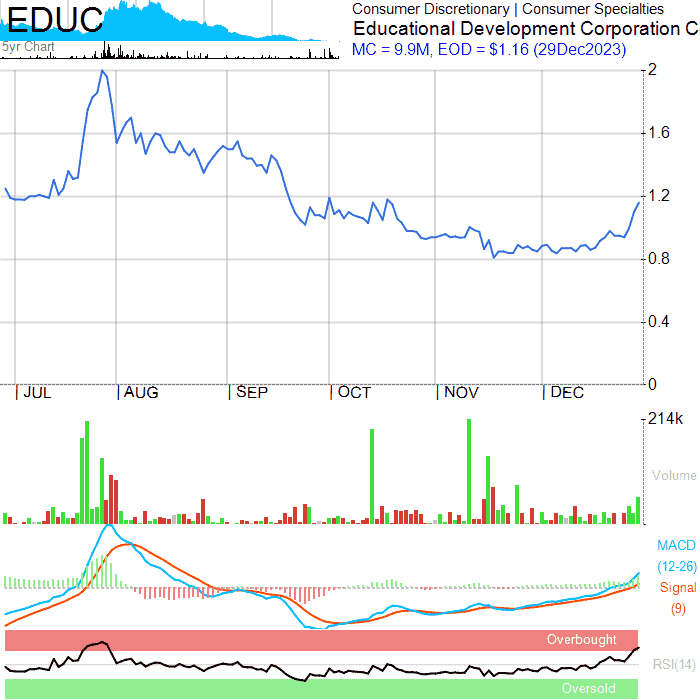 EDUC
5yr Chart
Consumer Discretionary | Consumer Specialties
Educational Development Corporation C
MC = 9.9M, EOD = $1.16 (29Dec2023)
2
1.6
1.2
0.8
0.4
0
JUL AUG SEP OCT NOV DEC
214k
Volume
MACD
(12-26)
Signal
(9)
Overbought
RSI(14)
Oversold